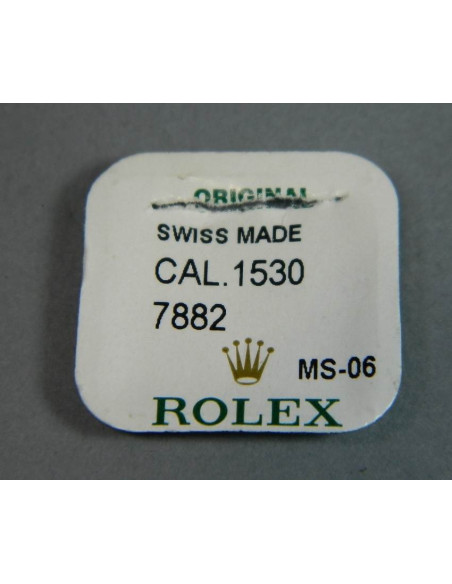 ORIGINAL
SWISS MADE
CAL.1530
7882
MS-06
ROLEX